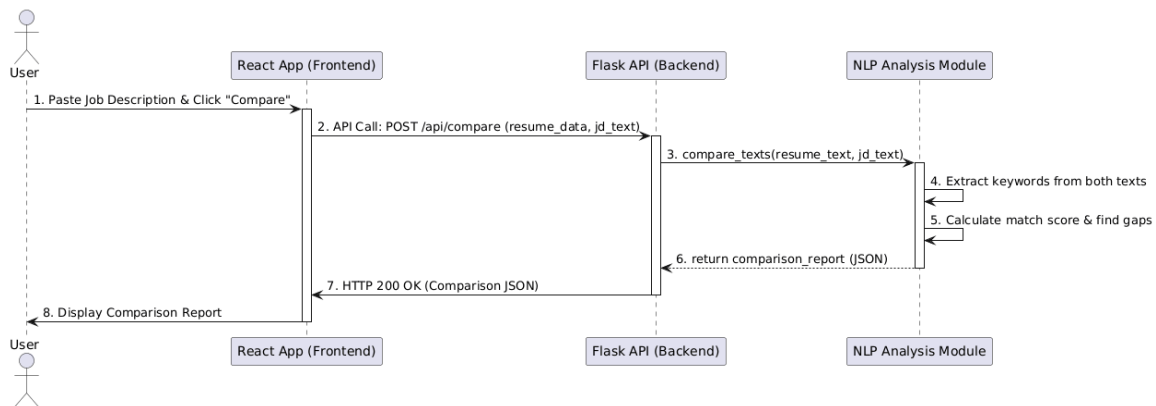 User
React App (Frontend)
Flask API (Backend)
NLP Analysis Module
1. Paste Job Description & Click "Compare"
2. API Call: POST /api/compare (resume_data, jd_text)
3. compare_texts(resume_text, jd_text)
4. Extract keywords from both texts
5. Calculate match score & find gaps
6. return comparison_report (JSON)
7. HTTP 200 OK (Comparison JSON)
8. Display Comparison Report
User
React App (Frontend)
Flask API (Backend)
NLP Analysis Module